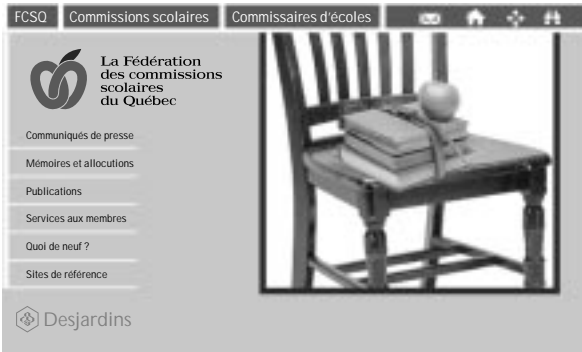 FCSQ Commissions scolaires Commissaires d'écoles
La Fédération
des commissions
scolaires
du Québec
Communiqués de presse
Mémoires et allocutions
Publications
Services aux membres
Quoi de neuf ?
Sites de référence
Desjardins